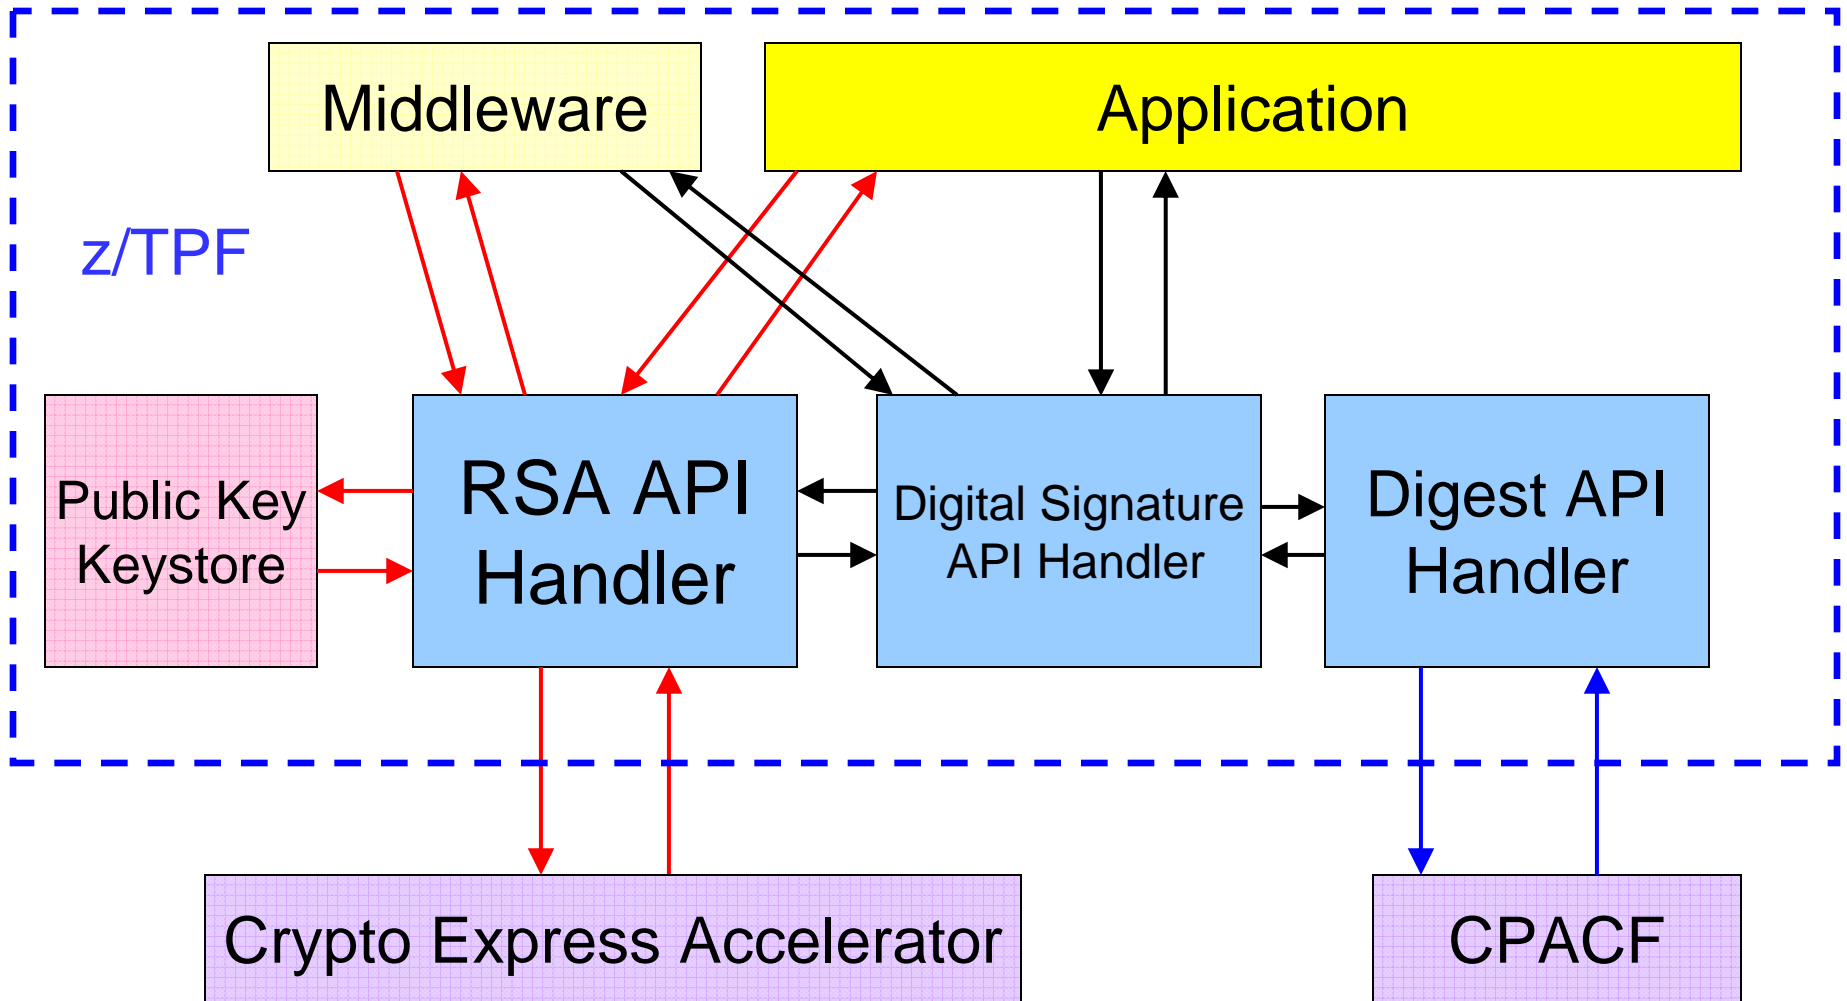 Middleware
Application
z/TPF
Public Key
Keystore
RSA API
Handler
Digital Signature
API Handler
Digest API
Handler
Crypto Express Accelerator
CPACF